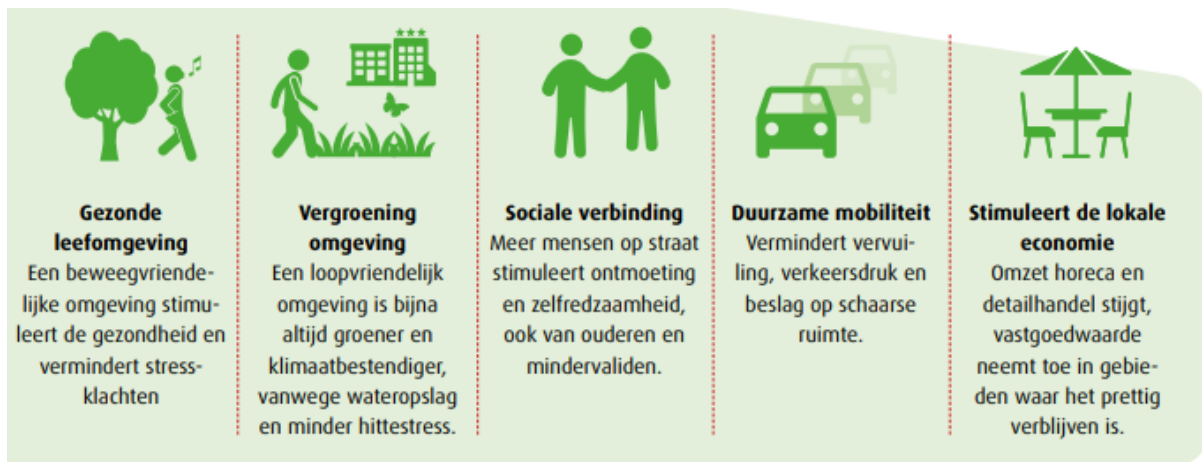 Gezonde
leefomgeving
Een beweegvriende-
lijke omgeving stimu-
leert de gezondheid en
vermindert stress-
klachten
Vergroening
omgeving
Een loopvriendelijk
omgeving is bijna
altijd groener en
klimaatbestendiger,
vanwege wateropslag
en minder hittestress.
Sociale verbinding
Meer mensen op straat
stimuleert ontmoeting
en zelfredzaamheid,
ook van ouderen en
mindervaliden.
Duurzame mobiliteit
Vermindert vervui-
ling, verkeersdruk en
beslag op schaarse
ruimte.
Stimuleert de lokale
economie
Omzet horeca en
detailhandel stijgt,
vastgoedwaarde
neemt toe in gebie-
den waar het prettig
verblijven is.